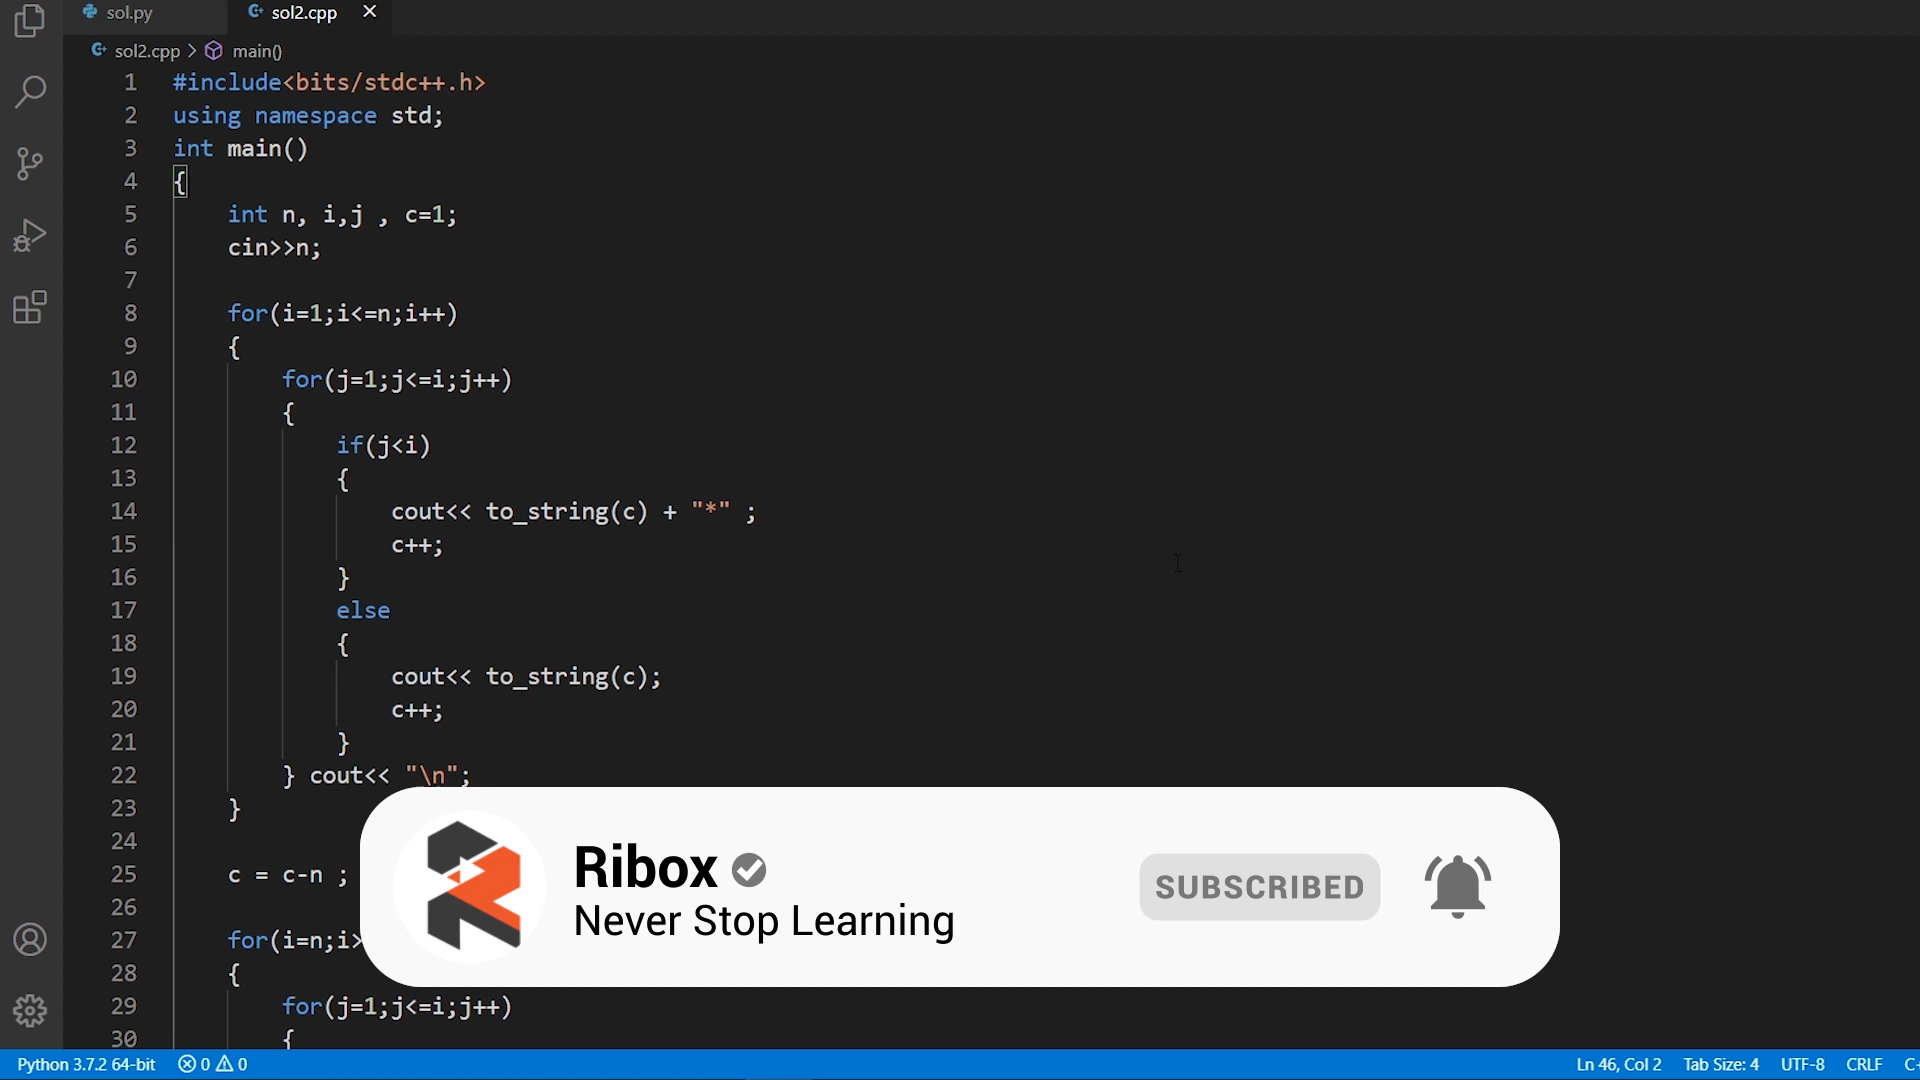 sol.py
sol2.cpp
sol2.cpp > main()
1 #include<bits/stdc++.h>
2 using namespace std;
3 int main()
4 {
5 int n, i,j , c=1;
6 cin>>n;
7
8 for(i=1;i<=n;i++)
9 {
10 for(j=1;j<=i;j++)
11 {
12 if(j<i)
13 {
14 cout<< to_string(c) + "*" ;
15 c++;
16 }
17 else
18 {
19 cout<< to_string(c);
20 c++;
21 }
22 } cout<< "\n";
23 }
24
25 c = c-n ;
26
27 for(i=n;i>
28 {
29 for(j=1;j<=i;j++)
30 {
Ribox
Never Stop Learning
SUBSCRIBED
Python 3.7.2 64-bit 0 0 Ln 46, Col 2 Tab Size: 4 UTF-8 CRLF